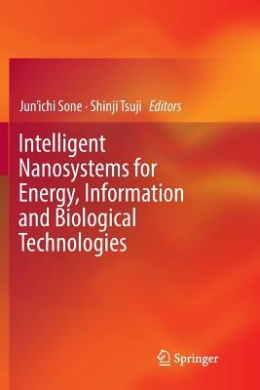 Jun'ichi Sone · Shinji Tsuji Editors
Intelligent
Nanosystems for
Energy, Information
and Biological
Technologies
Springer